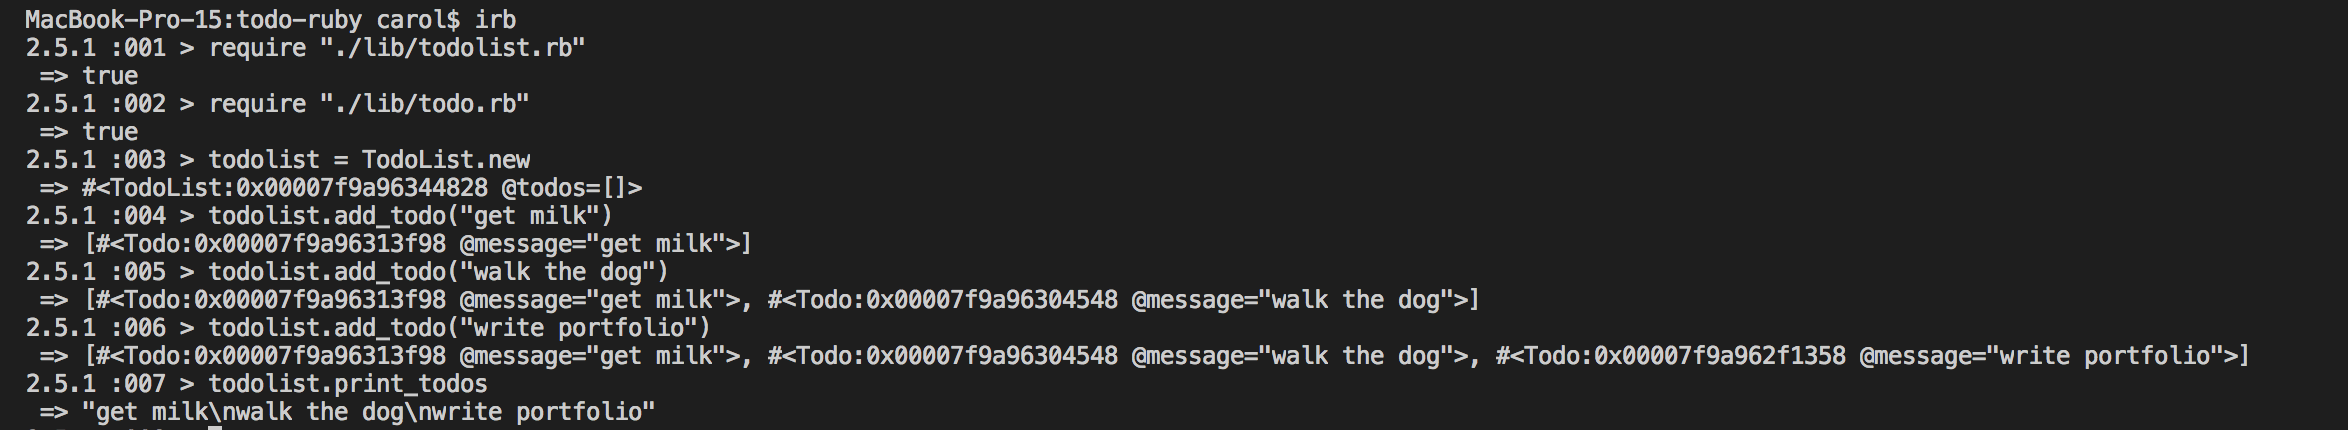 MacBook-Pro-15:todo-ruby carol$ irb
2.5.1 :001 > require "./lib/todolist.rb"
 => true
2.5.1 :002 > require "./lib/todo.rb"
 => true
2.5.1 :003 > todolist = TodoList.new
 => #<TodoList:0x00007f9a96344828 @todos=[]>
2.5.1 :004 > todolist.add_todo("get milk")
 => [#<Todo:0x00007f9a96313f98 @message="get milk">]
2.5.1 :005 > todolist.add_todo("walk the dog")
 => [#<Todo:0x00007f9a96313f98 @message="get milk">, #<Todo:0x00007f9a96304548 @message="walk the dog">]
2.5.1 :006 > todolist.add_todo("write portfolio")
 => [#<Todo:0x00007f9a96313f98 @message="get milk">, #<Todo:0x00007f9a96304548 @message="walk the dog">, #<Todo:0x00007f9a962f1358 @message="write portfolio">]
2.5.1 :007 > todolist.print_todos
 => "get milk\nwalk the dog\nwrite portfolio"